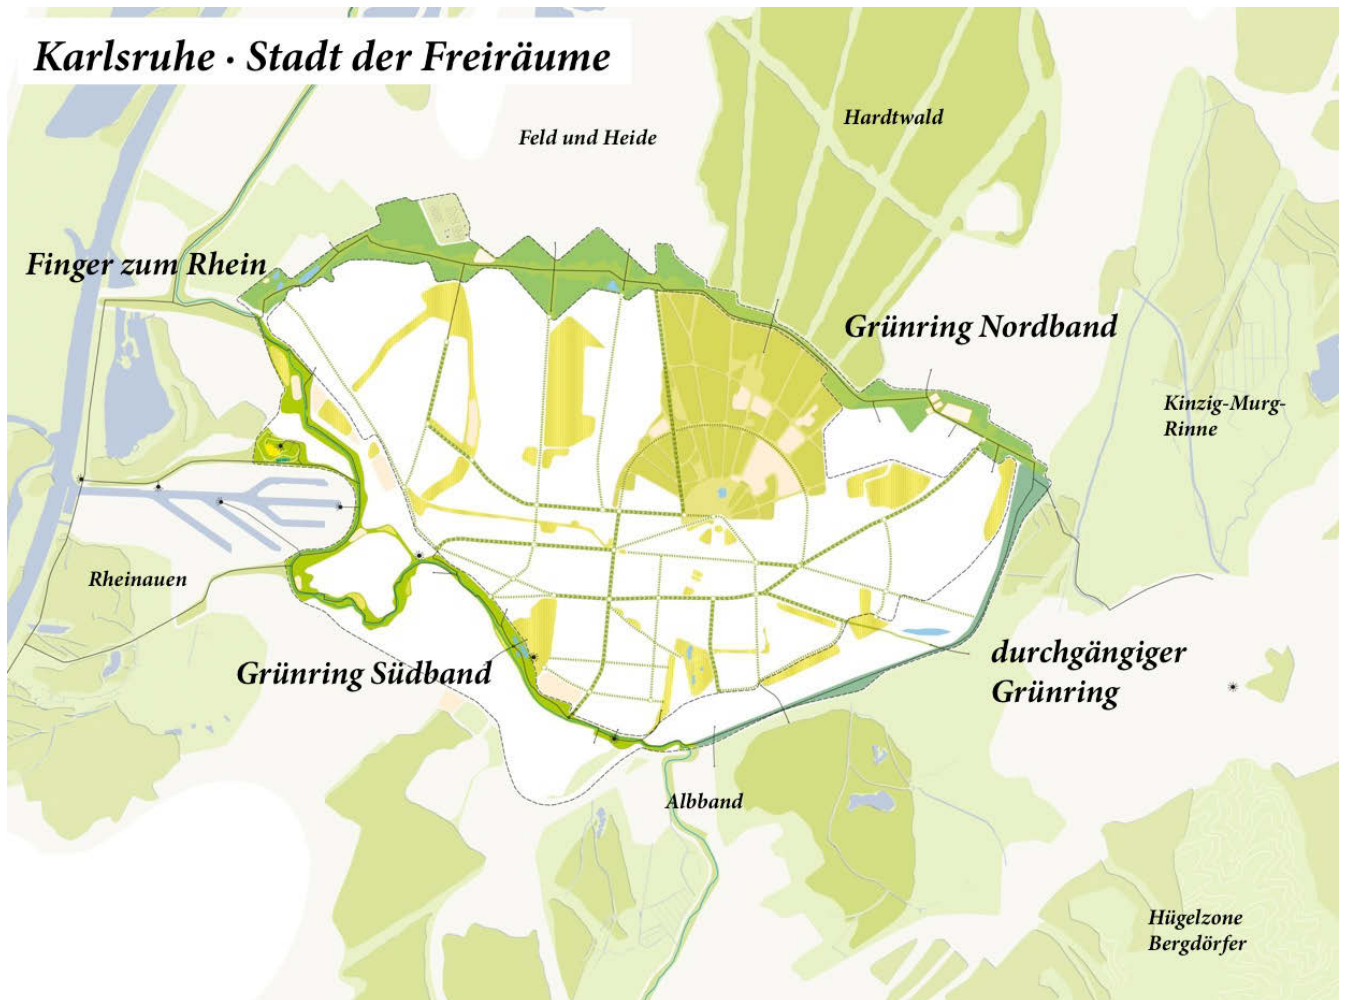 Karlsruhe · Stadt der Freiräume
Hardtwald
Feld und Heide
Finger zum Rhein
Grünring Nordband
Kinzig-Murg-
Rinne
Rheinauen
Grünring Südband
durchgängiger
Grünring
Albband
Hügelzone
Bergdörfer